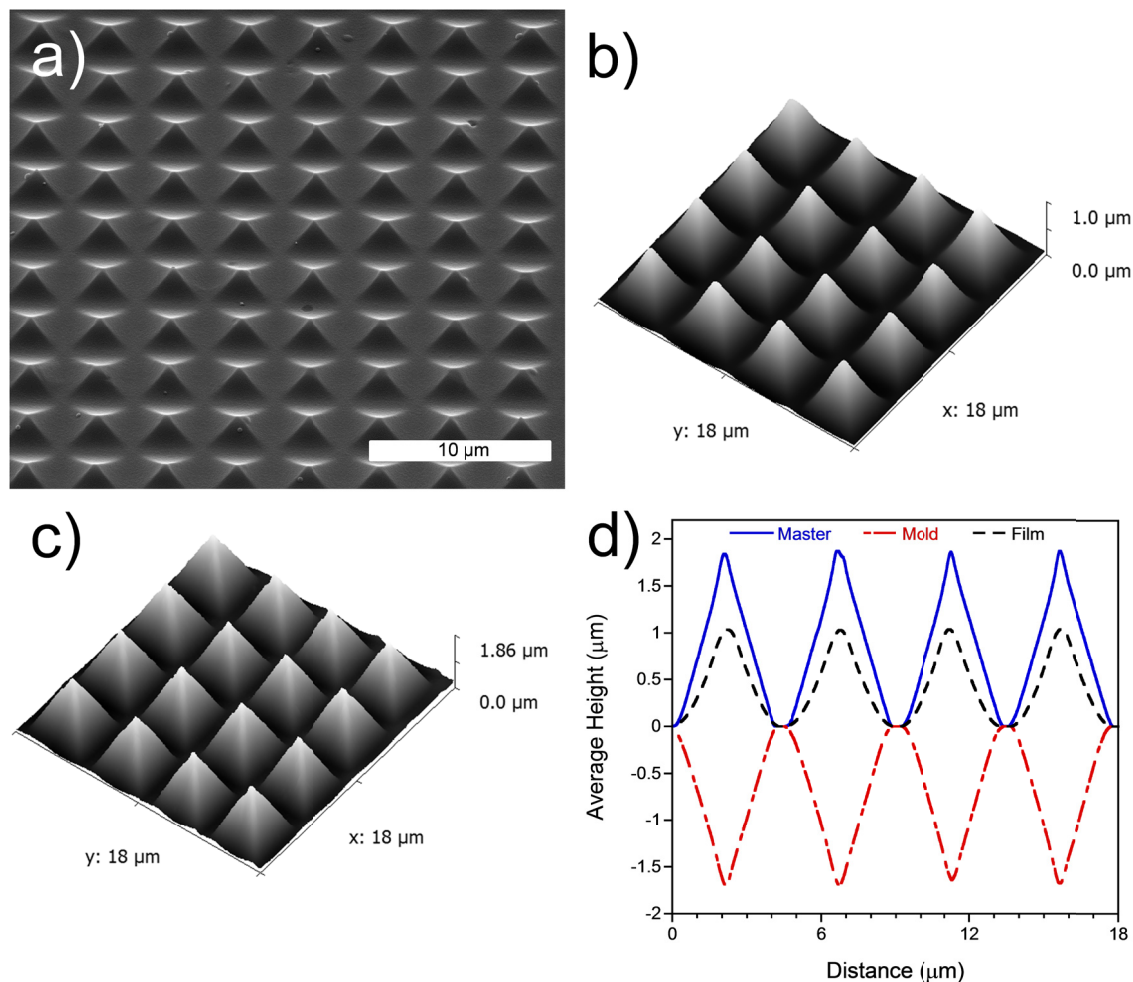 a)
10 μm
b)
1.0 μm
0.0 μm
x: 18 μm
y: 18 μm
c)
1.86 μm
0.0 μm
x: 18 μm
y: 18 μm
d)
Master Mold Film
2
1.5
1
0.5
0
-0.5
-1
-1.5
-2
0 6 12 18
Average Height (μm)
Distance (μm)